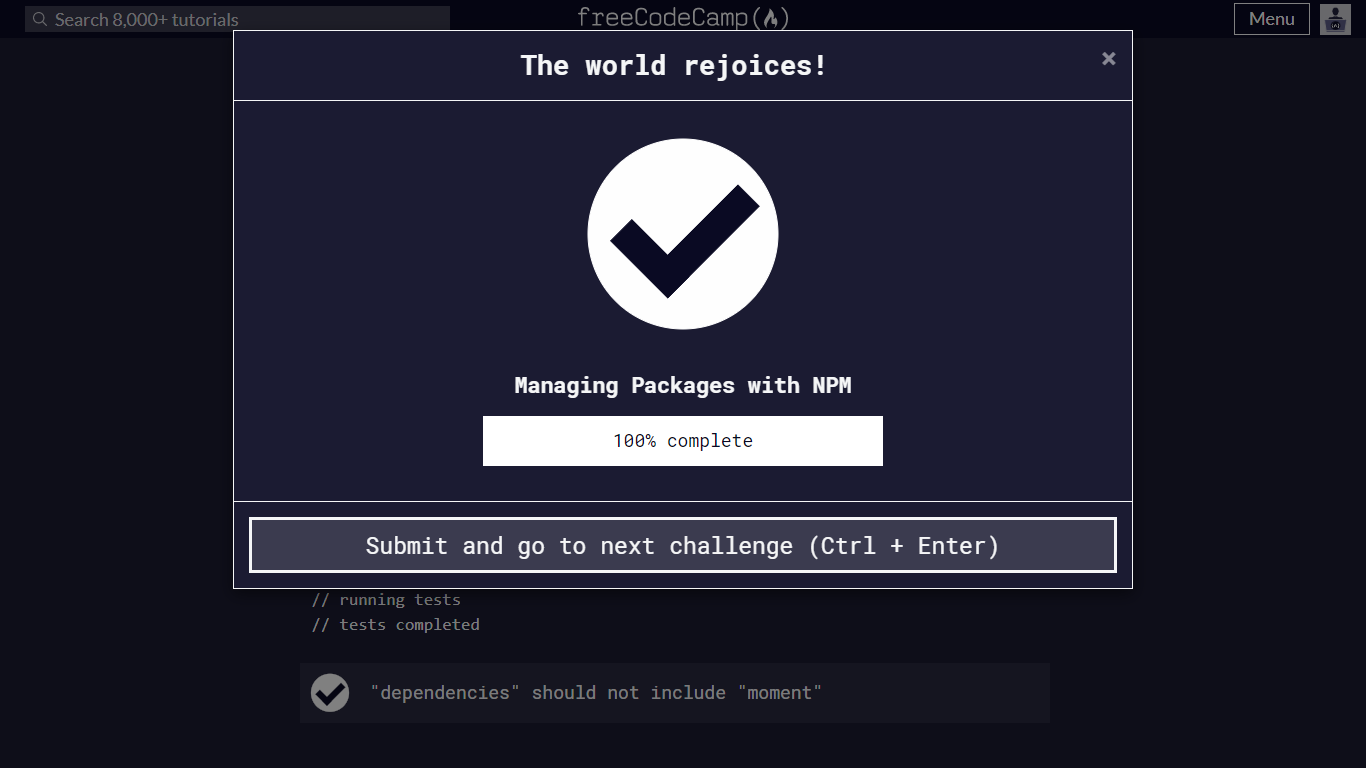 Search 8,000+ tutorials
freeCodeCamp
Menu
The world rejoices!
×
Managing Packages with NPM
100% complete
Submit and go to next challenge (Ctrl + Enter)
// running tests
// tests completed
"dependencies" should not include "moment"